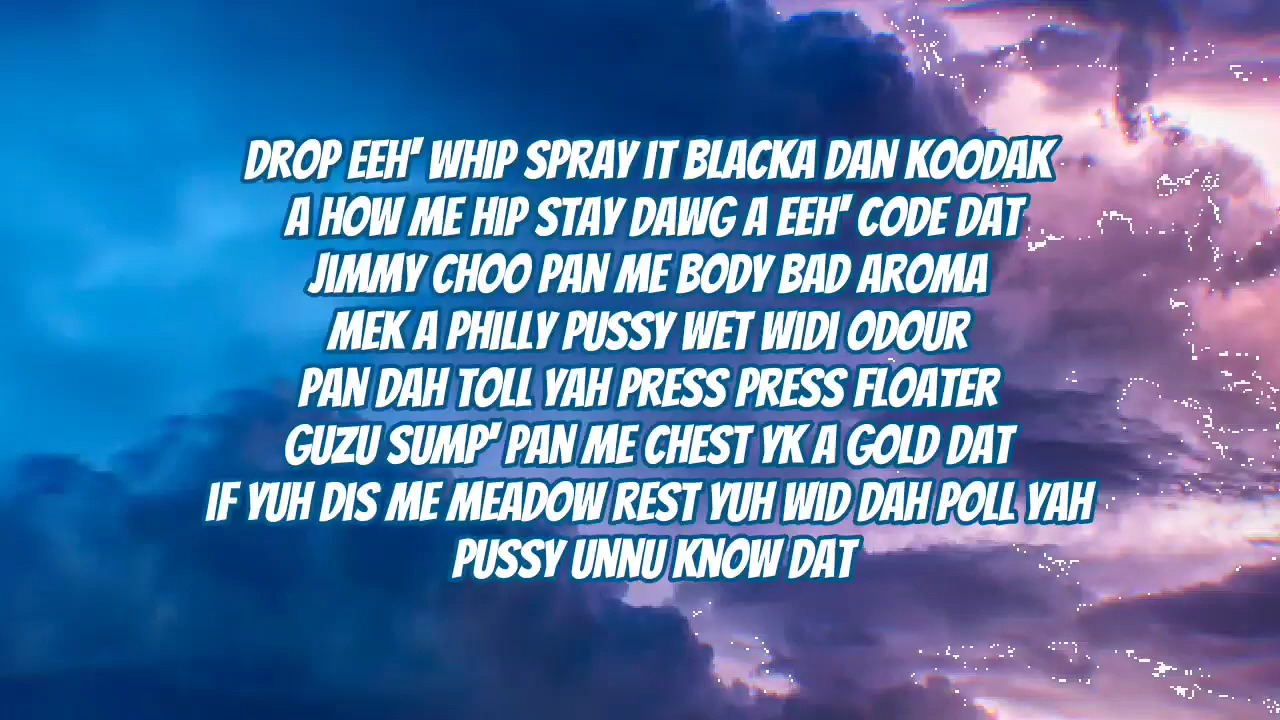 DROP EEH' WHIP SPRAY IT BLACKA DAN KOODAK
A HOW ME HIP STAY DAWG A EEH' CODE DAT
JIMMY CHOO PAN ME BODY BAD AROMA
MEK A PHILLY PUSSY WET WIDI ODOUR
PAN DAH TOLL YAH PRESS PRESS FLOATER
GUZU SUMP' PAN ME CHEST YK A GOLD DAT
IF YUH DIS ME MEADOW REST YUH WID DAH POLL YAH
PUSSY UNNU KNOW DAT